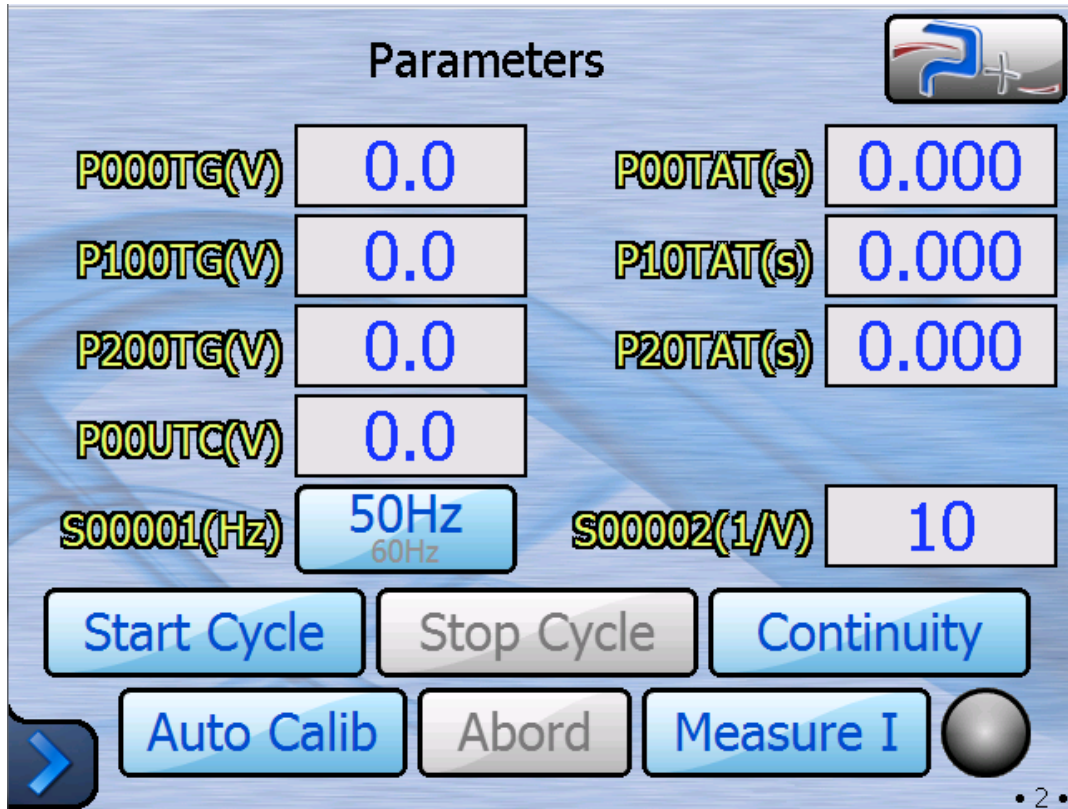 Parameters
P000TG(V) 0.0 P00TAT(s) 0.000
P100TG(V) 0.0 P10TAT(s) 0.000
P200TG(V) 0.0 P20TAT(s) 0.000
P00UTC(V) 0.0
S00001(Hz) 50Hz S00002(1/V) 10
60Hz
Start Cycle Stop Cycle Continuity
Auto Calib Abord Measure I
• 2 •